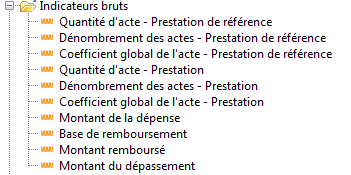 Indicateurs bruts
Quantité d'acte - Prestation de référence
Dénombrement des actes - Prestation de référence
Coefficient global de l'acte - Prestation de référence
Quantité d'acte - Prestation
Dénombrement des actes - Prestation
Coefficient global de l'acte - Prestation
Montant de la dépense
Base de remboursement
Montant remboursé
Montant du dépassement